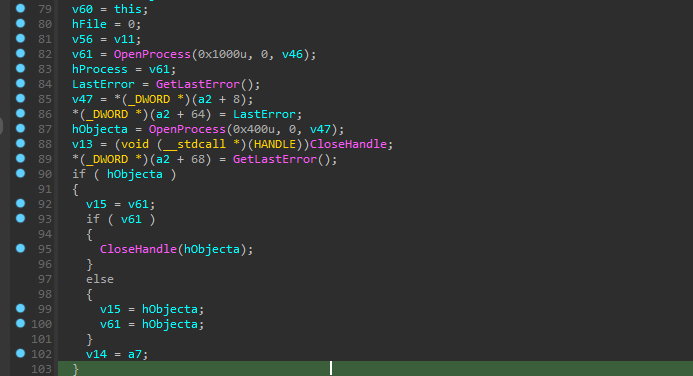 79 v60 = this;
80 hFile = 0;
81 v56 = v11;
82 v61 = OpenProcess(0x1000u, 0, v46);
83 hProcess = v61;
84 LastError = GetLastError();
85 v47 = *(_DWORD *)(a2 + 8);
86 *(_DWORD *)(a2 + 64) = LastError;
87 hObjecta = OpenProcess(0x400u, 0, v47);
88 v13 = (void (__stdcall *)(HANDLE))CloseHandle;
89 *(_DWORD *)(a2 + 68) = GetLastError();
90 if ( hObjecta )
91 {
92 v15 = v61;
93 if ( v61 )
94 {
95 CloseHandle(hObjecta);
96 }
97 else
98 {
99 v15 = hObjecta;
100 v61 = hObjecta;
101 }
102 v14 = a7;
103 }